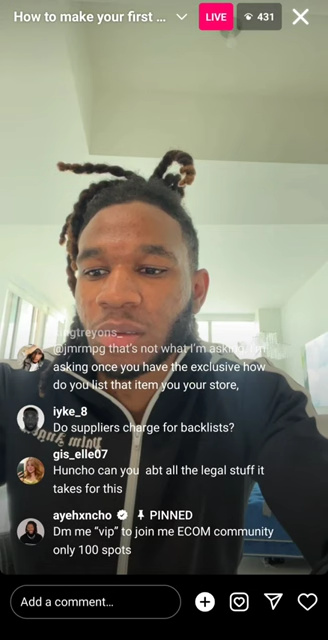 How to make your first ...
LIVE
431
gtreyons_
@jmrmpg that's not what I'm asking
asking once you have the exclusive how
do you list that item you your store,
iyke_8
Do suppliers charge for backlists?
gis_elle07
Huncho can you abt all the legal stuff it
takes for this
ayehxncho PINNED
Dm me “vip” to join me ECOM community
only 100 spots
Add a comment...